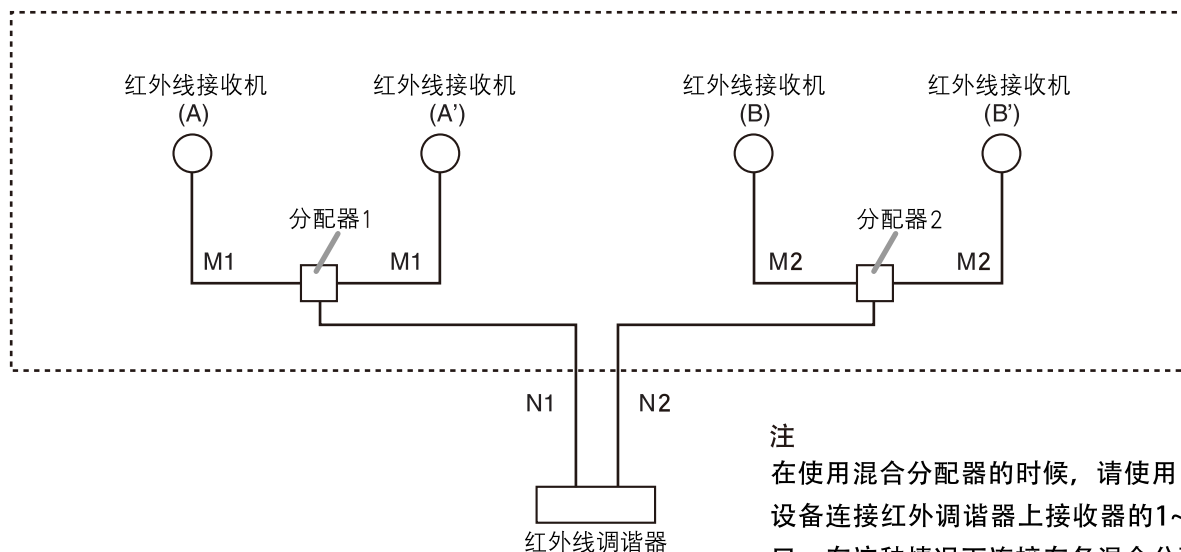 红外线接收机 红外线接收机 红外线接收机 红外线接收机
(A) (A') (B) (B')
分配器1 分配器2
M1 M1 M2 M2
N1 N2
注
在使用混合分配器的时候，请使用
设备连接红外调谐器上接收器的1~
红外线调谐器